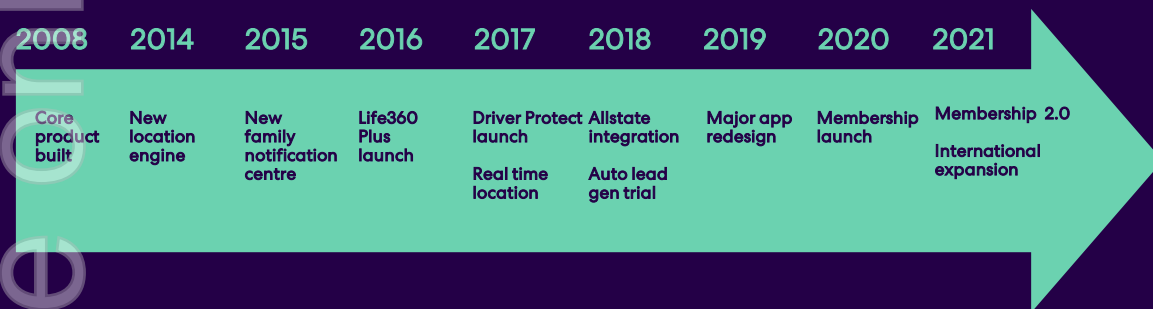 2008 2014 2015 2016 2017 2018 2019 2020 2021
Core
product
built
New
location
engine
New
family
notification
centre
Life360
Plus
launch
Driver Protect
launch
Real time
location
Allstate
integration
Auto lead
gen trial
Major app
redesign
Membership
launch
Membership 2.0
International
expansion